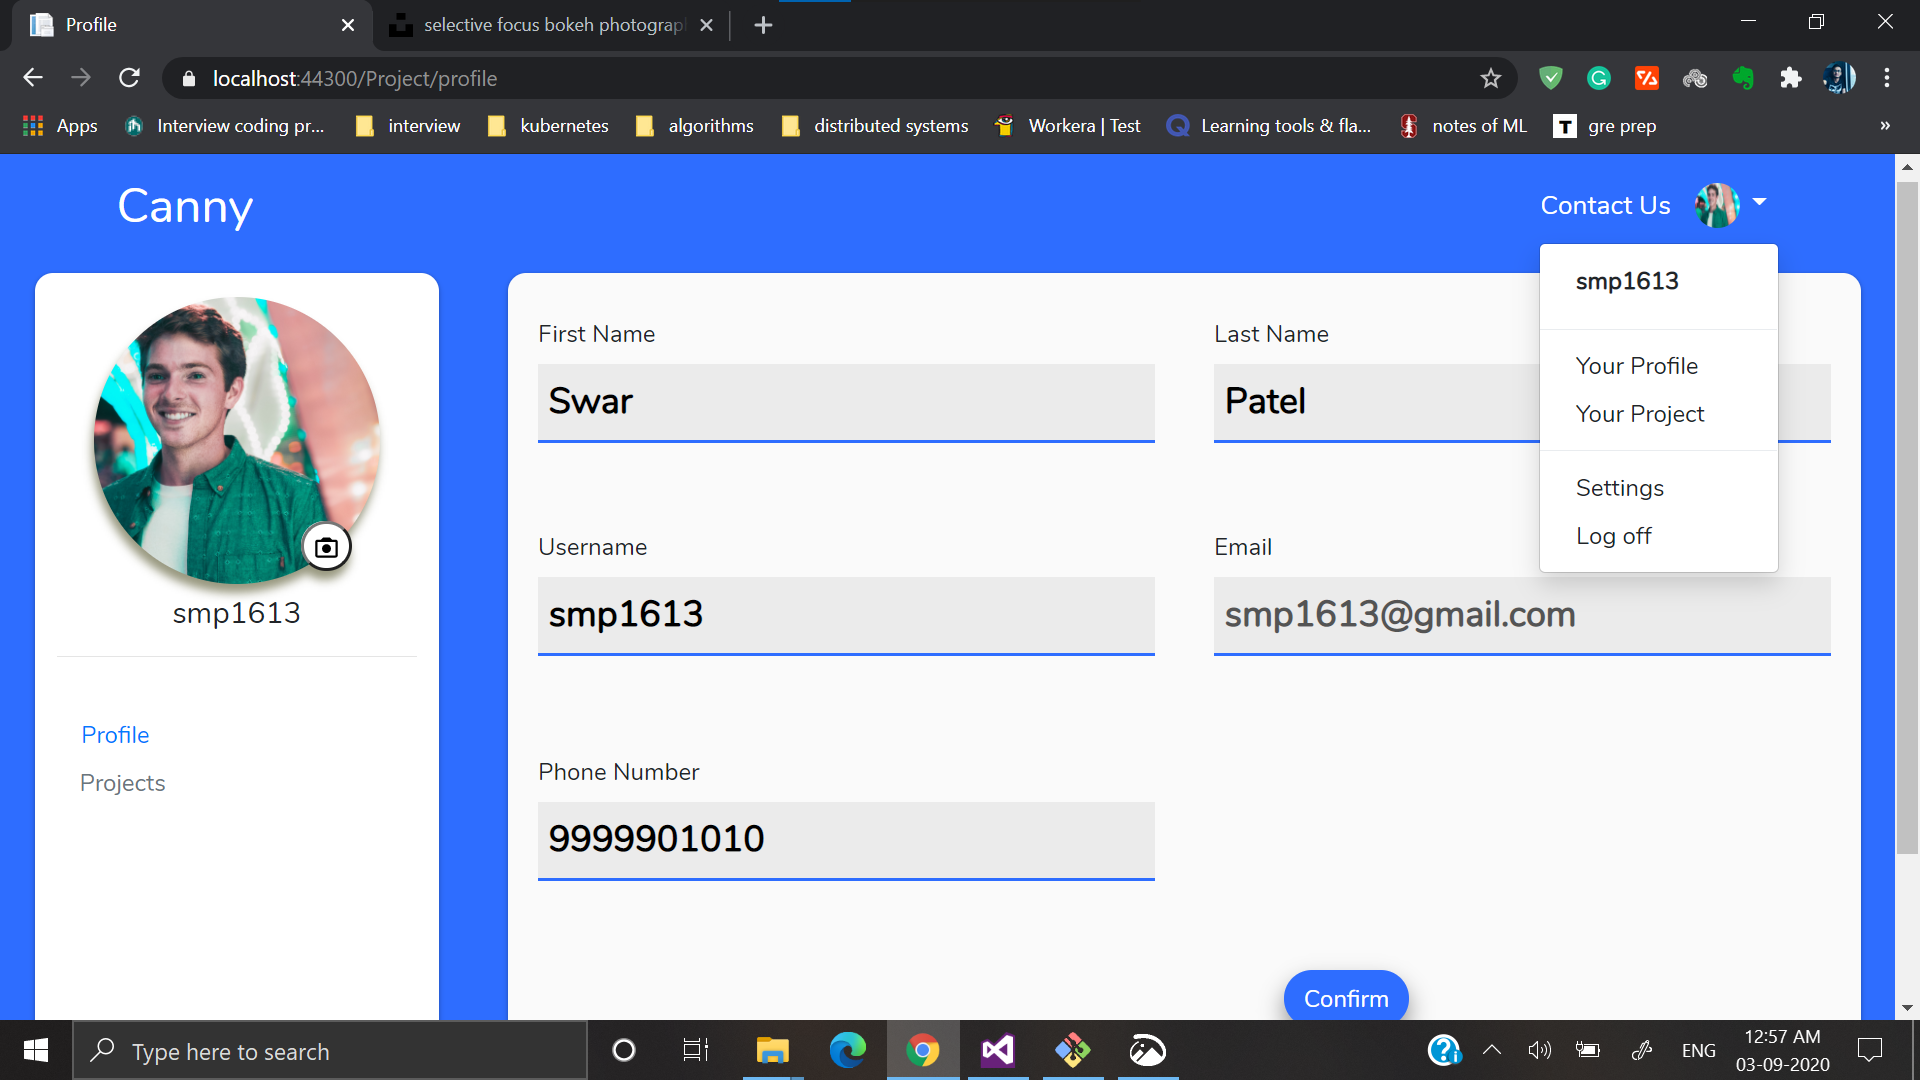 Profile
selective focus bokeh photograp
localhost:44300/Project/profile
Apps
Interview coding pr...
interview
kubernetes
algorithms
distributed systems
Workera | Test
Learning tools & fla...
notes of ML
T
gre prep
»
Canny
Contact Us
smp1613
Your Profile
Your Project
Settings
Log off
smp1613
Profile
Projects
First Name
Swar
Last Name
Patel
Username
smp1613
Email
smp1613@gmail.com
Phone Number
9999901010
Confirm
Type here to search
ENG
12:57 AM
03-09-2020